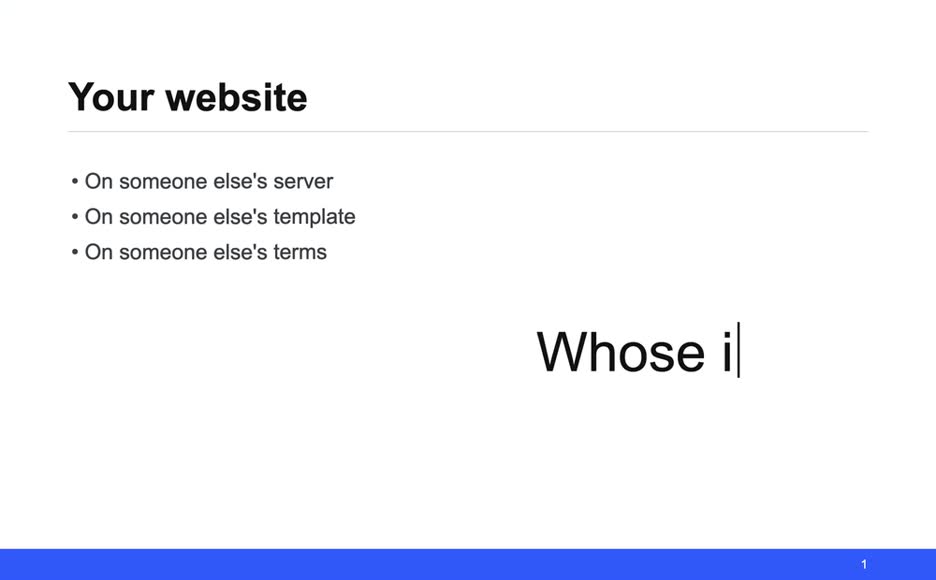 Your website
• On someone else's server
• On someone else's template
• On someone else's terms
Whose i
1